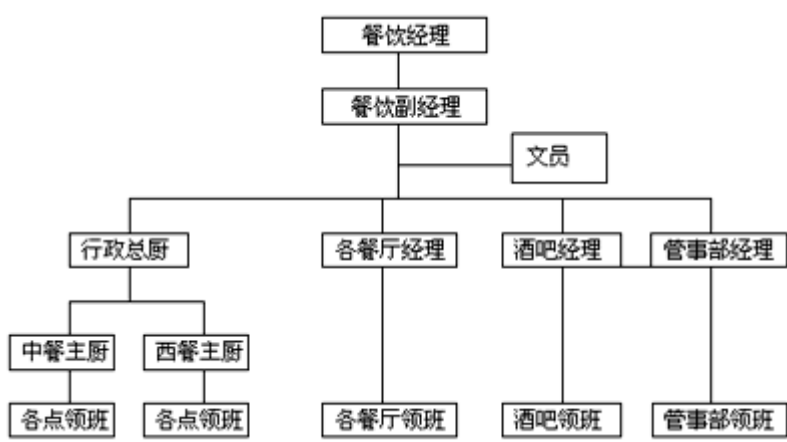 餐饮经理
餐饮副经理
文员
行政总厨
各餐厅经理
酒吧经理
管事部经理
中餐主厨
西餐主厨
各点领班
各点领班
各餐厅领班
酒吧领班
管事部领班